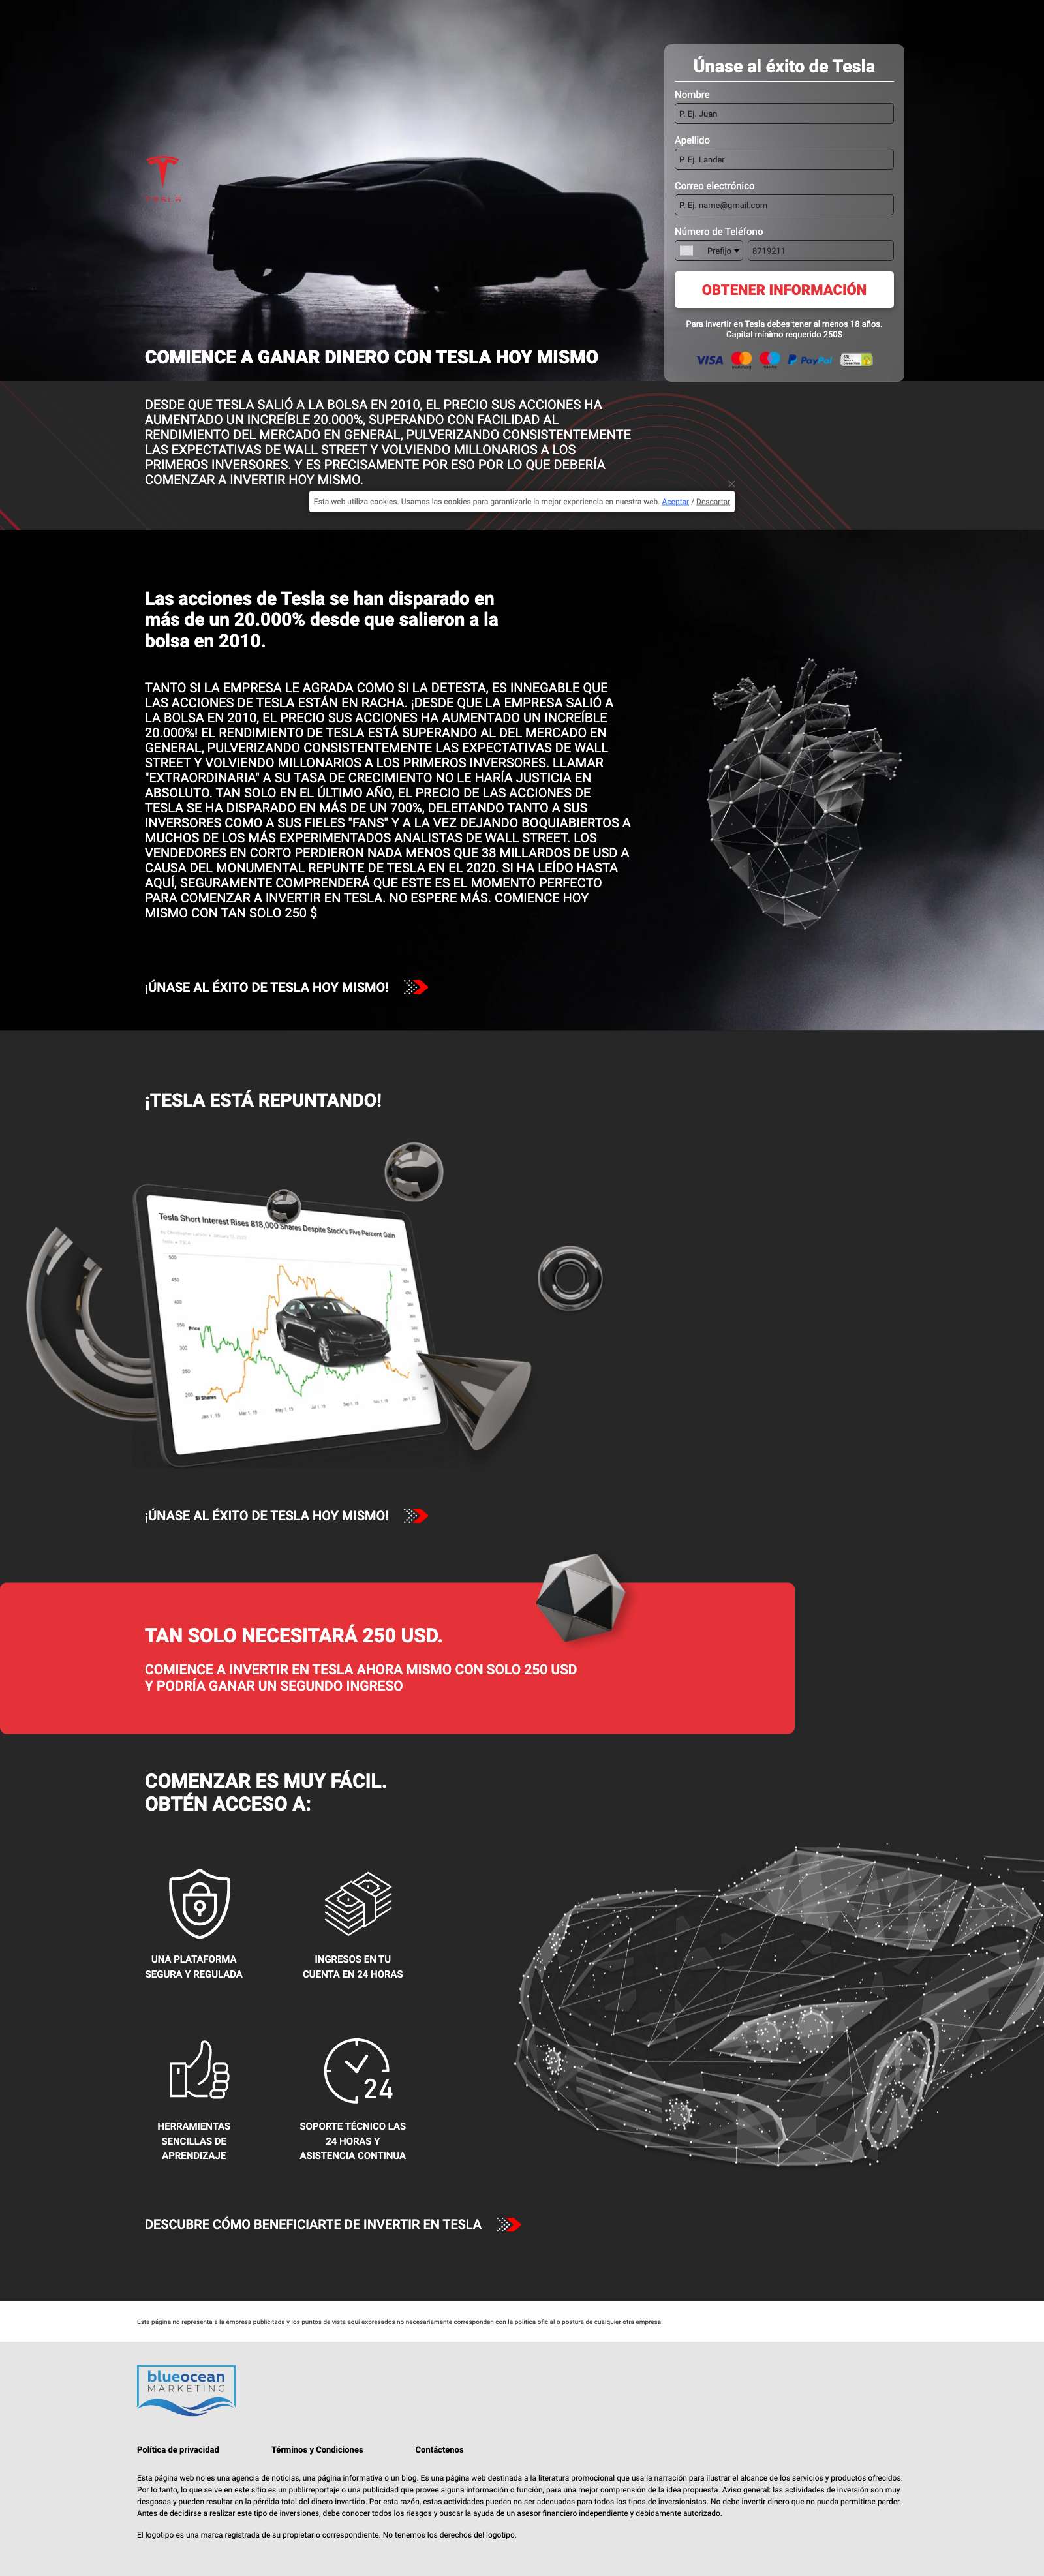 Únase al éxito de Tesla
Nombre
P. Ej. Juan
Apellido
P. Ej. Lander
Correo electrónico
P. Ej. name@gmail.com
Número de Teléfono
Prefijo 8719211
OBTENER INFORMACIÓN
Para invertir en Tesla debes tener al menos 18 años.
Capital mínimo requerido 250$
VISA PayPal
TESLA
COMIENCE A GANAR DINERO CON TESLA HOY MISMO
DESDE QUE TESLA SALIÓ A LA BOLSA EN 2010, EL PRECIO SUS ACCIONES HA
AUMENTADO UN INCREÍBLE 20.000%, SUPERANDO CON FACILIDAD AL
RENDIMIENTO DEL MERCADO EN GENERAL, PULVERIZANDO CONSISTENTEMENTE
LAS EXPECTATIVAS DE WALL STREET Y VOLVIENDO MILLONARIOS A LOS
PRIMEROS INVERSORES. Y ES PRECISAMENTE POR ESO POR LO QUE DEBERÍA
COMENZAR A INVERTIR HOY MISMO.
Esta web utiliza cookies. Usamos las cookies para garantizarle la mejor experiencia en nuestra web. Aceptar / Descartar
Las acciones de Tesla se han disparado en
más de un 20.000% desde que salieron a la
bolsa en 2010.
TANTO SI LA EMPRESA LE AGRADA COMO SI LA DETESTA, ES INNEGABLE QUE
LAS ACCIONES DE TESLA ESTÁN EN RACHA. ¡DESDE QUE LA EMPRESA SALIÓ A
LA BOLSA EN 2010, EL PRECIO SUS ACCIONES HA AUMENTADO UN INCREÍBLE
20.000%! EL RENDIMIENTO DE TESLA ESTÁ SUPERANDO AL DEL MERCADO EN
GENERAL, PULVERIZANDO CONSISTENTEMENTE LAS EXPECTATIVAS DE WALL
STREET Y VOLVIENDO MILLONARIOS A LOS PRIMEROS INVERSORES. LLAMAR
"EXTRAORDINARIA" A SU TASA DE CRECIMIENTO NO LE HARÍA JUSTICIA EN
ABSOLUTO. TAN SOLO EN EL ÚLTIMO AÑO, EL PRECIO DE LAS ACCIONES DE
TESLA SE HA DISPARADO EN MÁS DE UN 700%, DELEITANDO TANTO A SUS
INVERSORES COMO A SUS FIELES "FANS" Y A LA VEZ DEJANDO BOQUIABIERTOS A
MUCHOS DE LOS MÁS EXPERIMENTADOS ANALISTAS DE WALL STREET. LOS
VENDEDORES EN CORTO PERDIERON NADA MENOS QUE 38 MILLARDOS DE USD A
CAUSA DEL MONUMENTAL REPUNTE DE TESLA EN EL 2020. SI HA LEÍDO HASTA
AQUÍ, SEGURAMENTE COMPRENDERÁ QUE ESTE ES EL MOMENTO PERFECTO
PARA COMENZAR A INVERTIR EN TESLA. NO ESPERE MÁS. COMIENCE HOY
MISMO CON TAN SOLO 250 $
¡ÚNASE AL ÉXITO DE TESLA HOY MISMO!
¡TESLA ESTÁ REPUNTANDO!
Tesla Short Interest Rises 818,000 Shares Despite Stock's Five Percent Gain
500
450
400
350
Price
300
250
200
SI Shares
Jan 1, 19 Mar 1, 19 May 1, 19
¡ÚNASE AL ÉXITO DE TESLA HOY MISMO!
TAN SOLO NECESITARÁ 250 USD.
COMIENCE A INVERTIR EN TESLA AHORA MISMO CON SOLO 250 USD
Y PODRÍA GANAR UN SEGUNDO INGRESO
COMENZAR ES MUY FÁCIL.
OBTÉN ACCESO A:
UNA PLATAFORMA
SEGURA Y REGULADA
INGRESOS EN TU
CUENTA EN 24 HORAS
24
HERRAMIENTAS
SENCILLAS DE
APRENDIZAJE
SOPORTE TÉCNICO LAS
24 HORAS Y
ASISTENCIA CONTINUA
DESCUBRE CÓMO BENEFICIARTE DE INVERTIR EN TESLA
Esta página no representa a la empresa publicitada y los puntos de vista aquí expresados no necesariamente corresponden con la política oficial o postura de cualquier otra empresa.
blueocean
MARKETING
Política de privacidad Términos y Condiciones Contáctenos
Esta página web no es una agencia de noticias, una página informativa o un blog. Es una página web destinada a la literatura promocional que usa la narración para ilustrar el alcance de los servicios y productos ofrecidos.
Por lo tanto, lo que se ve en este sitio es un publirreportaje o una publicidad que provee alguna información o función, para una mejor comprensión de la idea propuesta. Aviso general: las actividades de inversión son muy
riesgosas y pueden resultar en la pérdida total del dinero invertido. Por esta razón, estas actividades pueden no ser adecuadas para todos los tipos de inversionistas. No debe invertir dinero que no pueda permitirse perder.
Antes de decidirse a realizar este tipo de inversiones, debe conocer todos los riesgos y buscar la ayuda de un asesor financiero independiente y debidamente autorizado.
El logotipo es una marca registrada de su propietario correspondiente. No tenemos los derechos del logotipo.